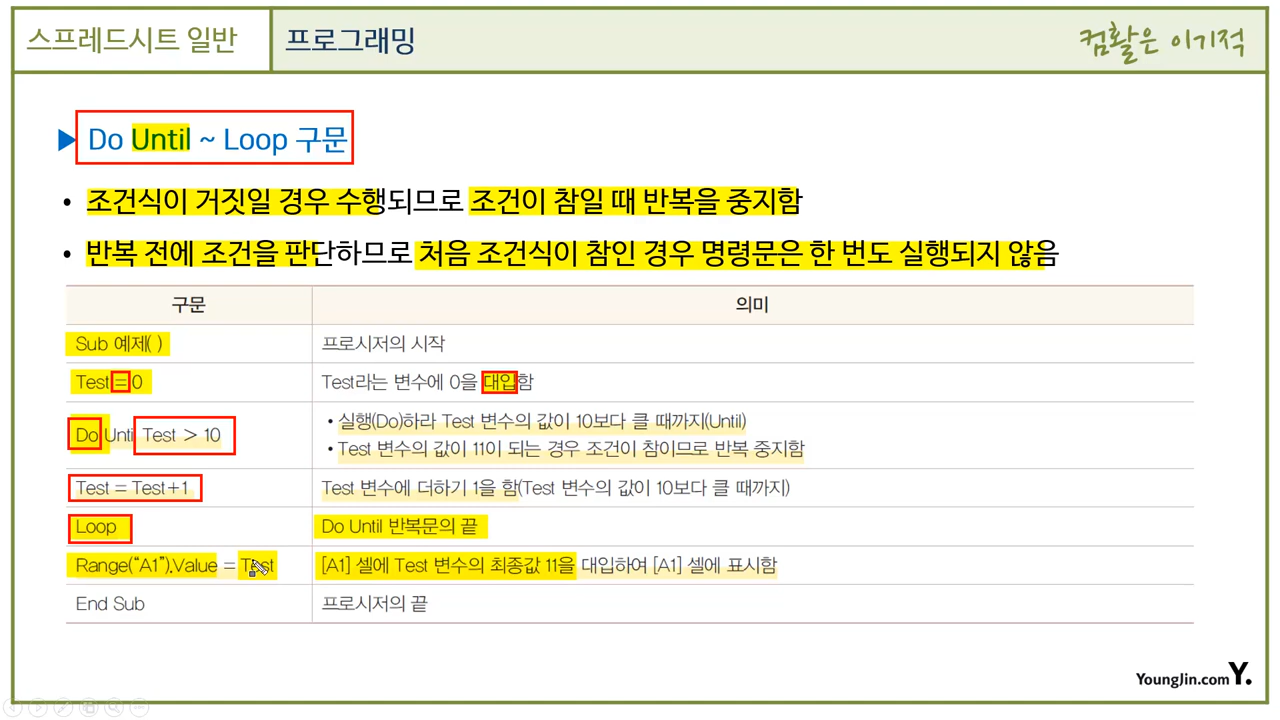 스프레드시트 일반
프로그래밍
컴활은 이기적
▶ Do Until ~ Loop 구문
• 조건식이 거짓일 경우 수행되므로 조건이 참일 때 반복을 중지함
• 반복 전에 조건을 판단하므로 처음 조건식이 참인 경우 명령문은 한 번도 실행되지 않음
구문 의미
Sub 예제( ) 프로시저의 시작
Test = 0 Test라는 변수에 0을 대입함
Do Unti Test > 10
• 실행(Do)하라 Test 변수의 값이 10보다 클 때까지(Until)
• Test 변수의 값이 11이 되는 경우 조건이 참이므로 반복 중지함
Test = Test+1 Test 변수에 더하기 1을 함(Test 변수의 값이 10보다 클 때까지)
Loop Do Until 반복문의 끝
Range(“A1”).Value = Test [A1] 셀에 Test 변수의 최종값 11을 대입하여 [A1] 셀에 표시함
End Sub 프로시저의 끝
YoungJin.com Y.